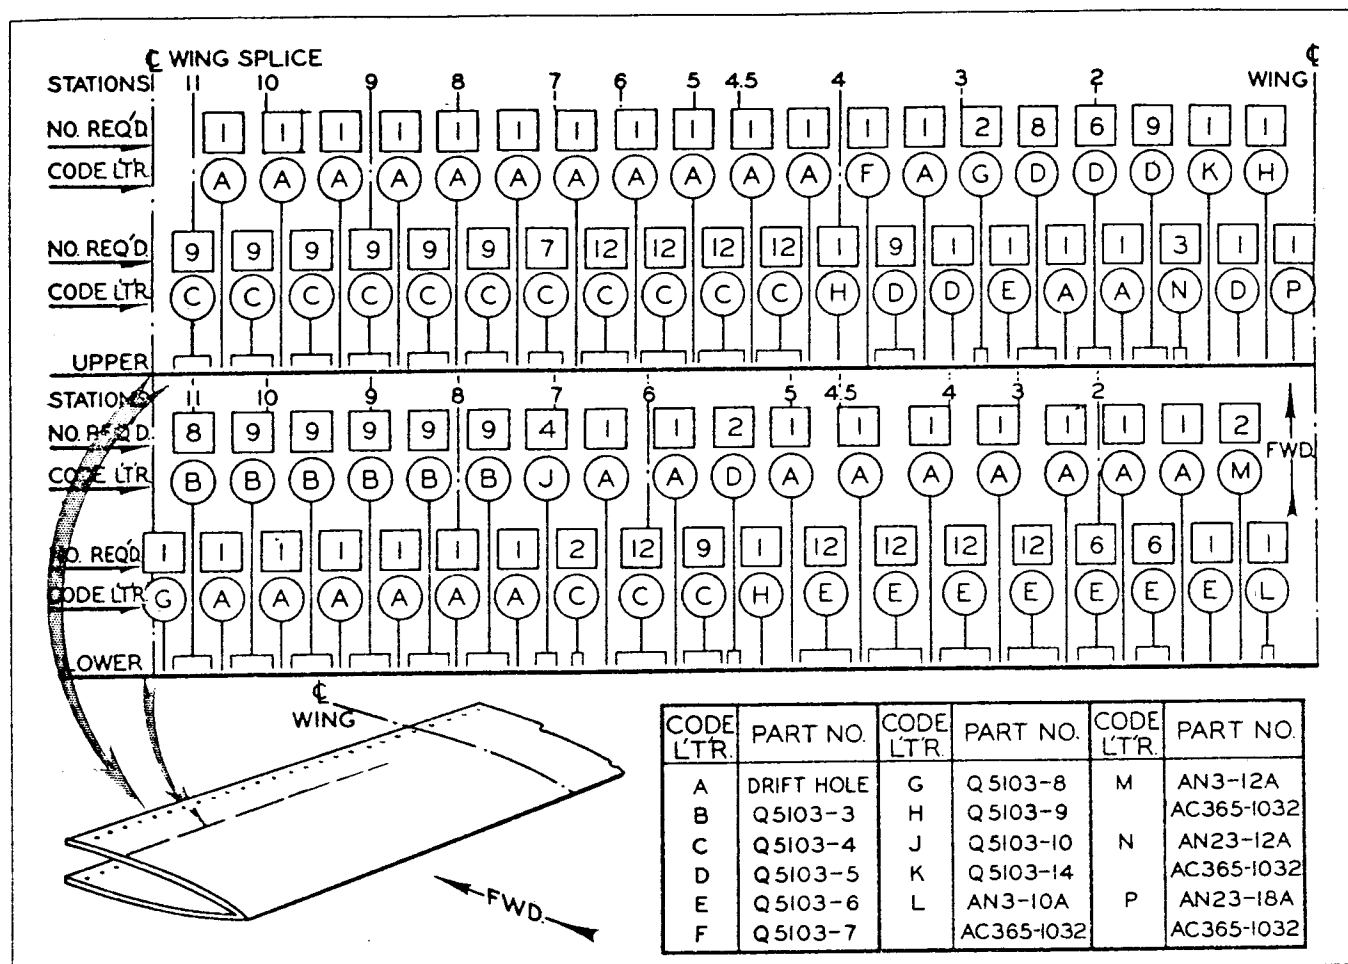 ℄ WING SPLICE ℄
STATIONS 11 10 9 8 7 6 5 4.5 4 3 2 WING
NO. REQ'D. 1 1 1 1 1 1 1 1 1 1 1 1 1 2 8 6 9 1 1
CODE LTR. A A A A A A A A A A A F A G D D D K H
NO. REQ'D. 9 9 9 9 9 9 7 12 12 12 12 1 9 1 1 1 1 3 1 1
CODE LTR. C C C C C C C C C C C H D D E A A N D P
UPPER
STATIONS 11 10 9 9 8 7 6 5 4.5 4 3 2
NO. REQ'D. 8 9 9 9 9 9 4 1 1 2 1 1 1 1 1 1 1 2
CODE L'T'R. B B B B B B J A A D A A A A A A A M FWD.
NO. REQ'D. 1 1 1 1 1 1 1 2 12 9 1 12 12 12 12 6 6 1 1
CODE LTR. G A A A A A A C C C H E E E E E E E L
LOWER
℄
WING
FWD.
CODE L'T'R. PART NO. CODE L'T'R. PART NO. CODE L'T'R. PART NO.
A DRIFT HOLE G Q5103-8 M AN3-12A
B Q5103-3 H Q5103-9 AC365-1032
C Q5103-4 J Q5103-10 N AN23-12A
D Q5103-5 K Q5103-14 AC365-1032
E Q5103-6 L AN3-10A P AN23-18A
F Q5103-7 AC365-1032 AC365-1032